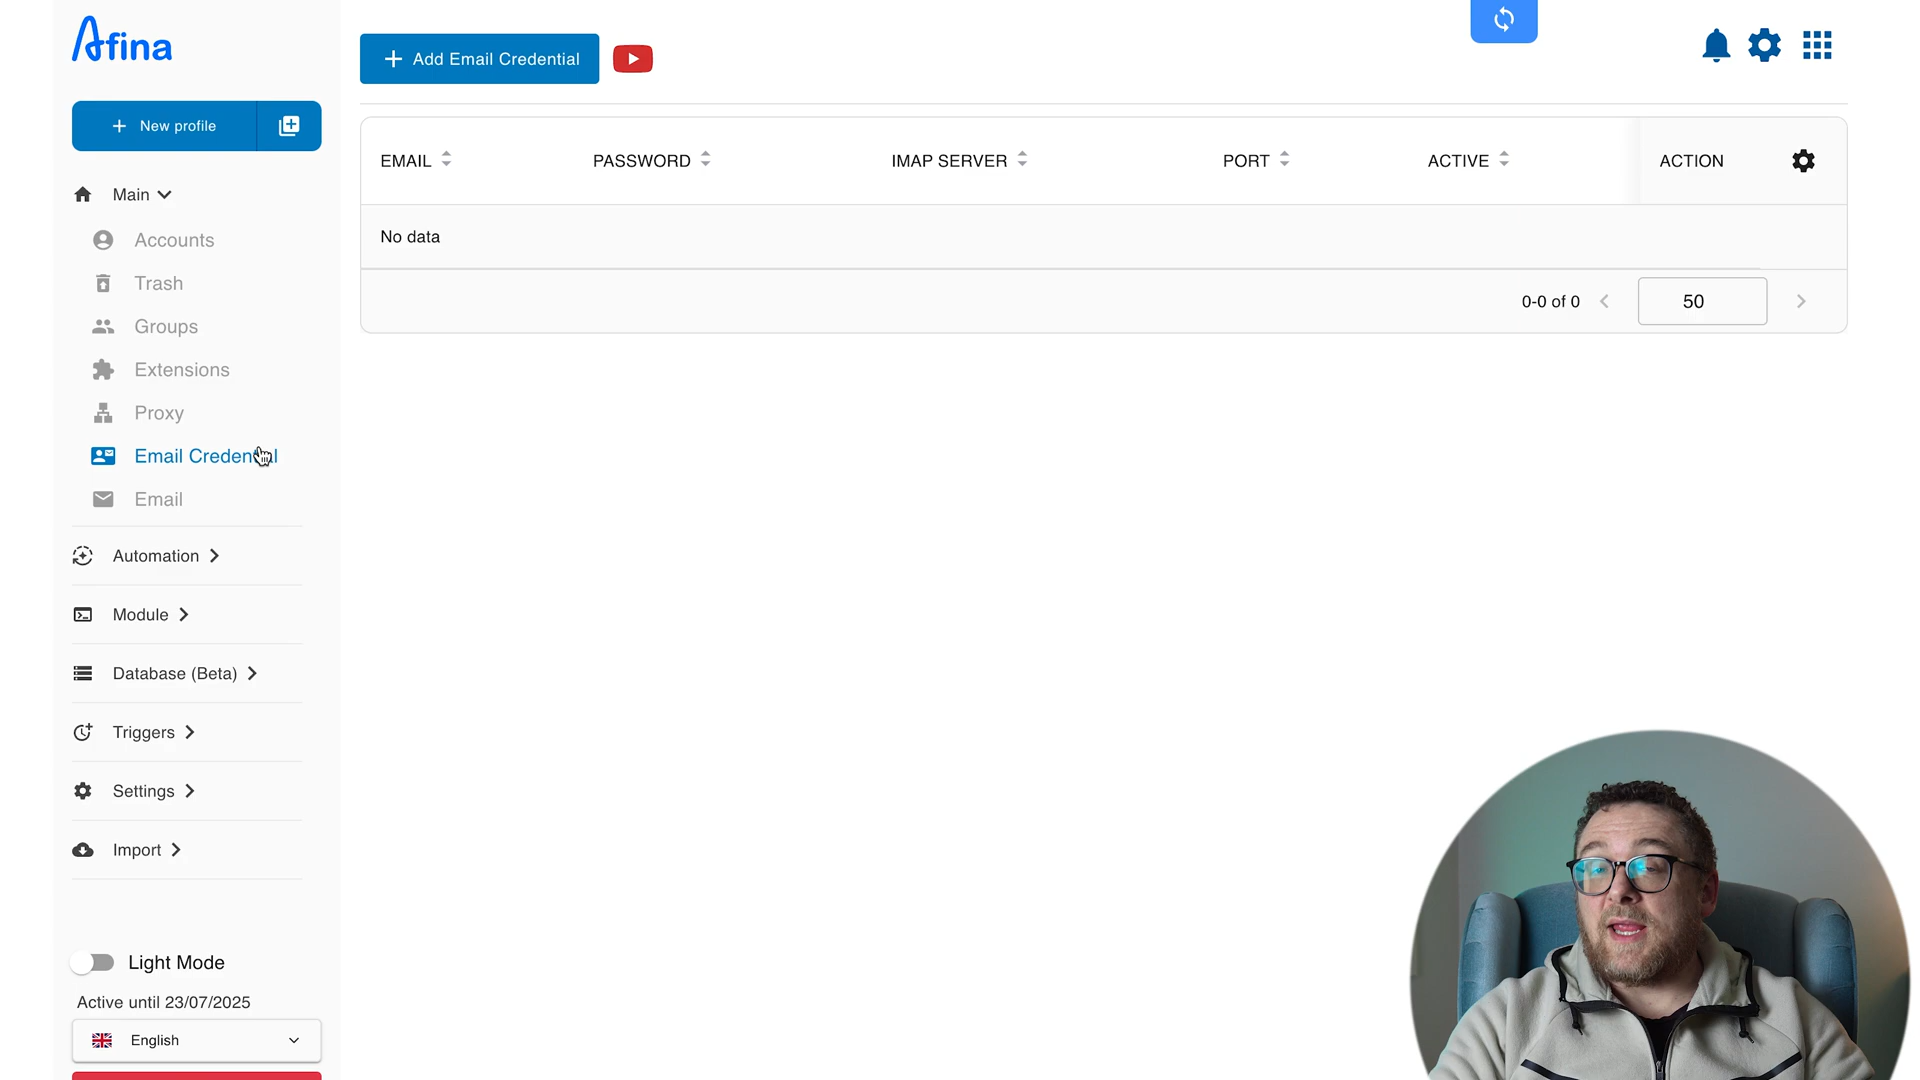 Afina
Add Email Credential
New profile
Main
Accounts
Trash
Groups
Extensions
Proxy
Email Credential
Email
Automation
Module
Database (Beta)
Triggers
Settings
Import
Light Mode
Active until 23/07/2025
English
EMAIL PASSWORD IMAP SERVER PORT ACTIVE ACTION
No data
0-0 of 0 50